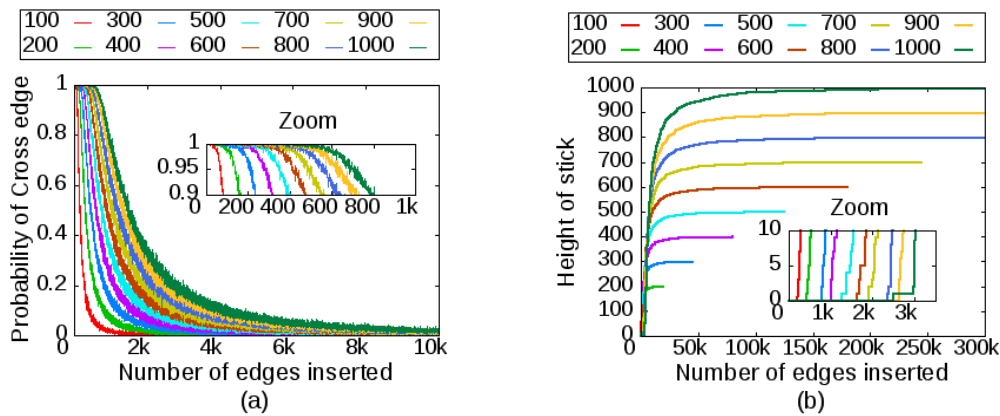 100 300 500 700 900
200 400 600 800 1000
Probability of Cross edge
1
0.8
0.6
0.4
0.2
0
Zoom
1
0.95
0.9
0 200 400 600 800 1k
0 2k 4k 6k 8k 10k
Number of edges inserted
(a)
100 300 500 700 900
200 400 600 800 1000
Height of stick
1000
900
800
700
600
500
400
300
200
100
0
Zoom
10
5
0
0 1k 2k 3k
0 50k 100k 150k 200k 250k 300k
Number of edges inserted
(b)